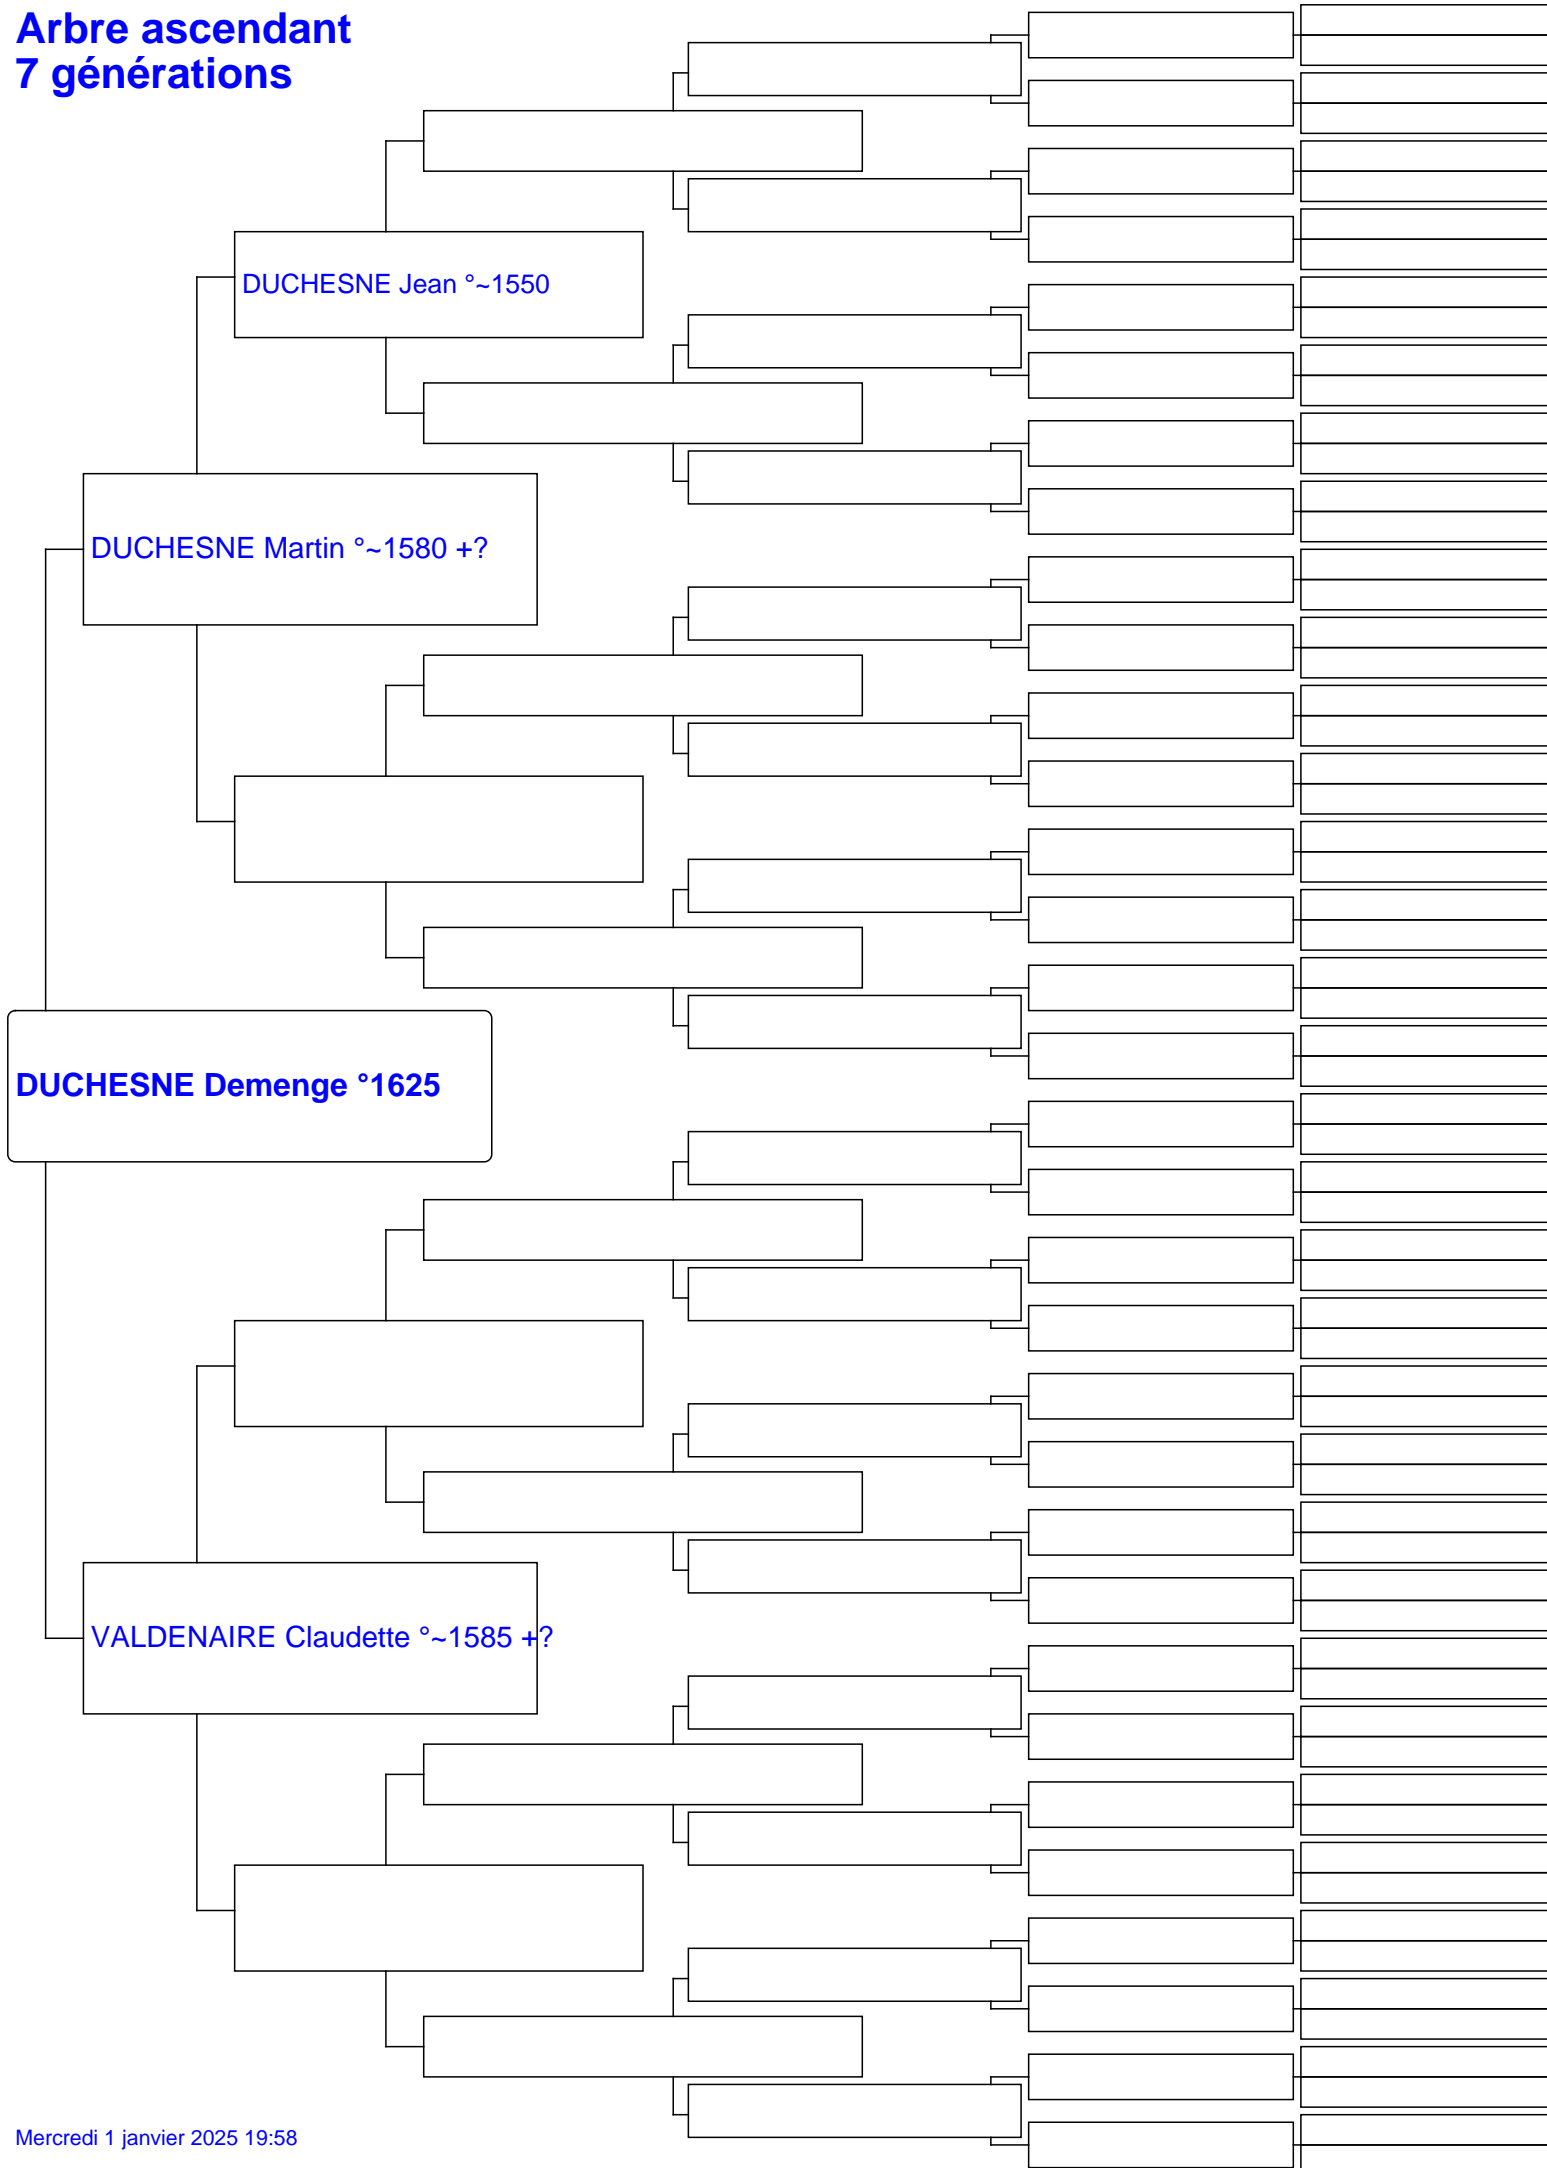 Arbre ascendant
7 générations
DUCHESNE Jean °~1550
DUCHESNE Martin °~1580 +?
DUCHESNE Demenge °1625
VALDENAIRE Claudette °~1585 +?
Mercredi 1 janvier 2025 19:58